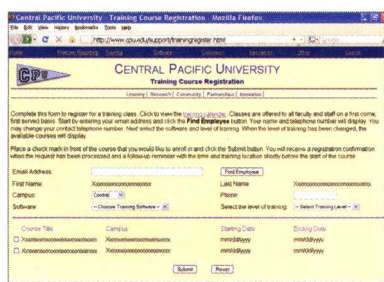 Central Pacific University - Training Course Registration - Mozilla Firefox
File Edit View History Bookmarks Tools Help
http://www.cpu.edu/support/trainingregister.html
CPU
CENTRAL PACIFIC UNIVERSITY
Training Course Registration
Learning | Research | Community | Partnerships | Innovation
Complete this form to register for a training class. Click to view the training calendar. Classes are offered to all faculty and staff on a first come,
first served basis. Start by entering your email address and click the Find Employee button. Your name and telephone number will display. You
may change your contact telephone number. Next select the software and level of training. When the level of training has been changed, the
available courses will display.
Place a check mark in front of the course that you would like to enroll in and click the Submit button. You will receive a registration confirmation
when the request has been processed and a follow-up reminder with the time and training location shortly before the start of the course.
Email Address: Find Employee
First Name: Last Name
Campus: Central Phone:
Software -- Choose Training Software -- Select the level of training: -- Select Training Level --
Course Title Campus Starting Date Ending Date
mm/dd/yyyy mm/dd/yyyy
mm/dd/yyyy mm/dd/yyyy
Submit Reset